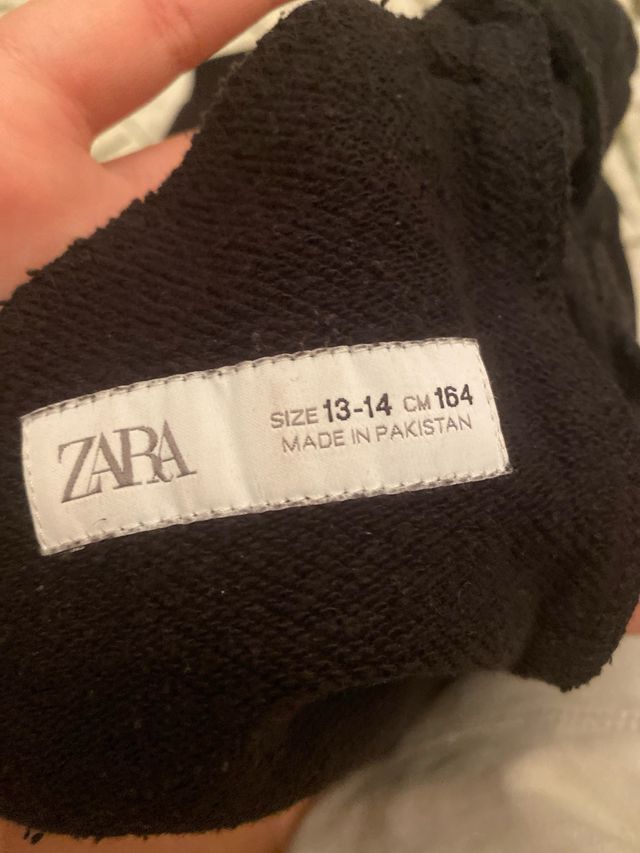 ZARA
SIZE 13-14 CM 164
MADE IN PAKISTAN